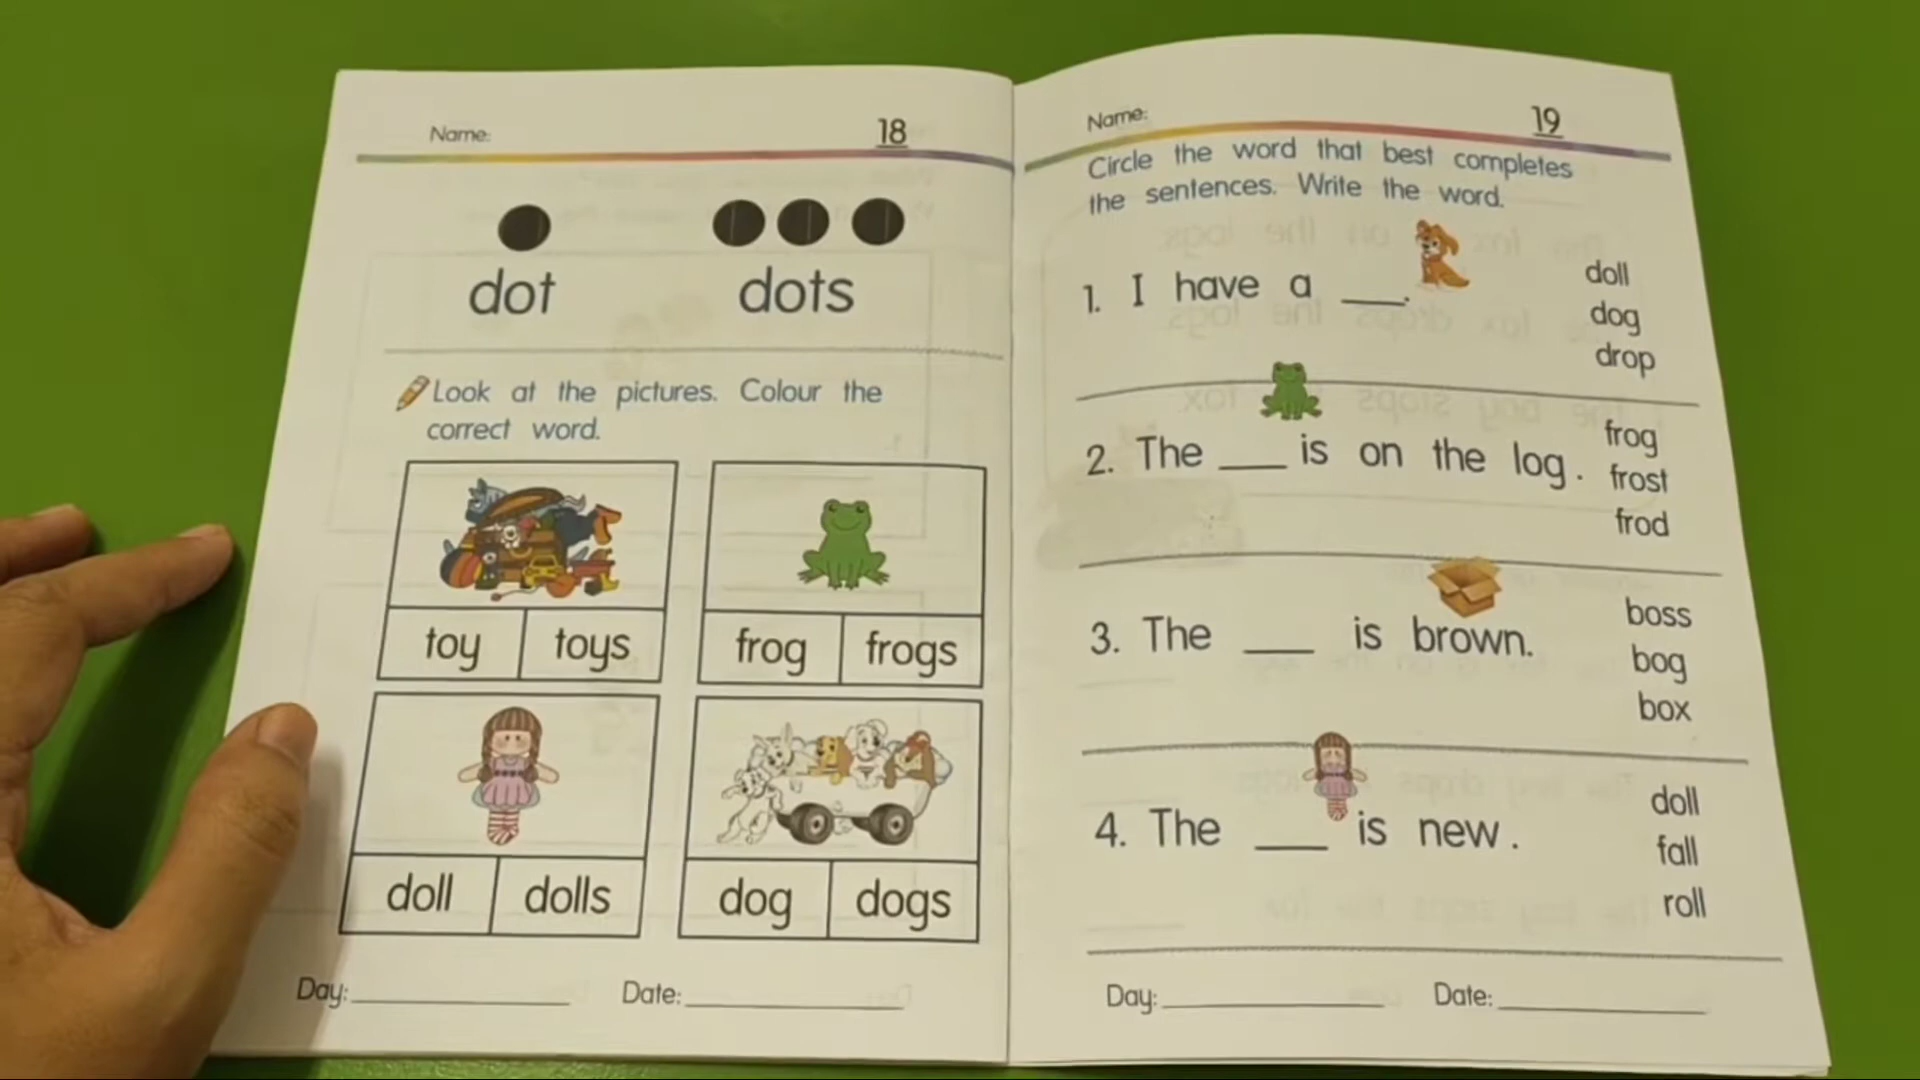 Name:
18
dot
dots
Look at the pictures. Colour the
correct word.
toy
toys
frog
frogs
doll
dolls
dog
dogs
Day:
Date:
Name:
19
Circle the word that best completes
the sentences. Write the word.
1. I have a ___.
doll
dog
drop
2. The ___ is on the log.
frog
frost
frod
3. The ___ is brown.
boss
bog
box
4. The ___ is new.
doll
fall
roll
Day:
Date: